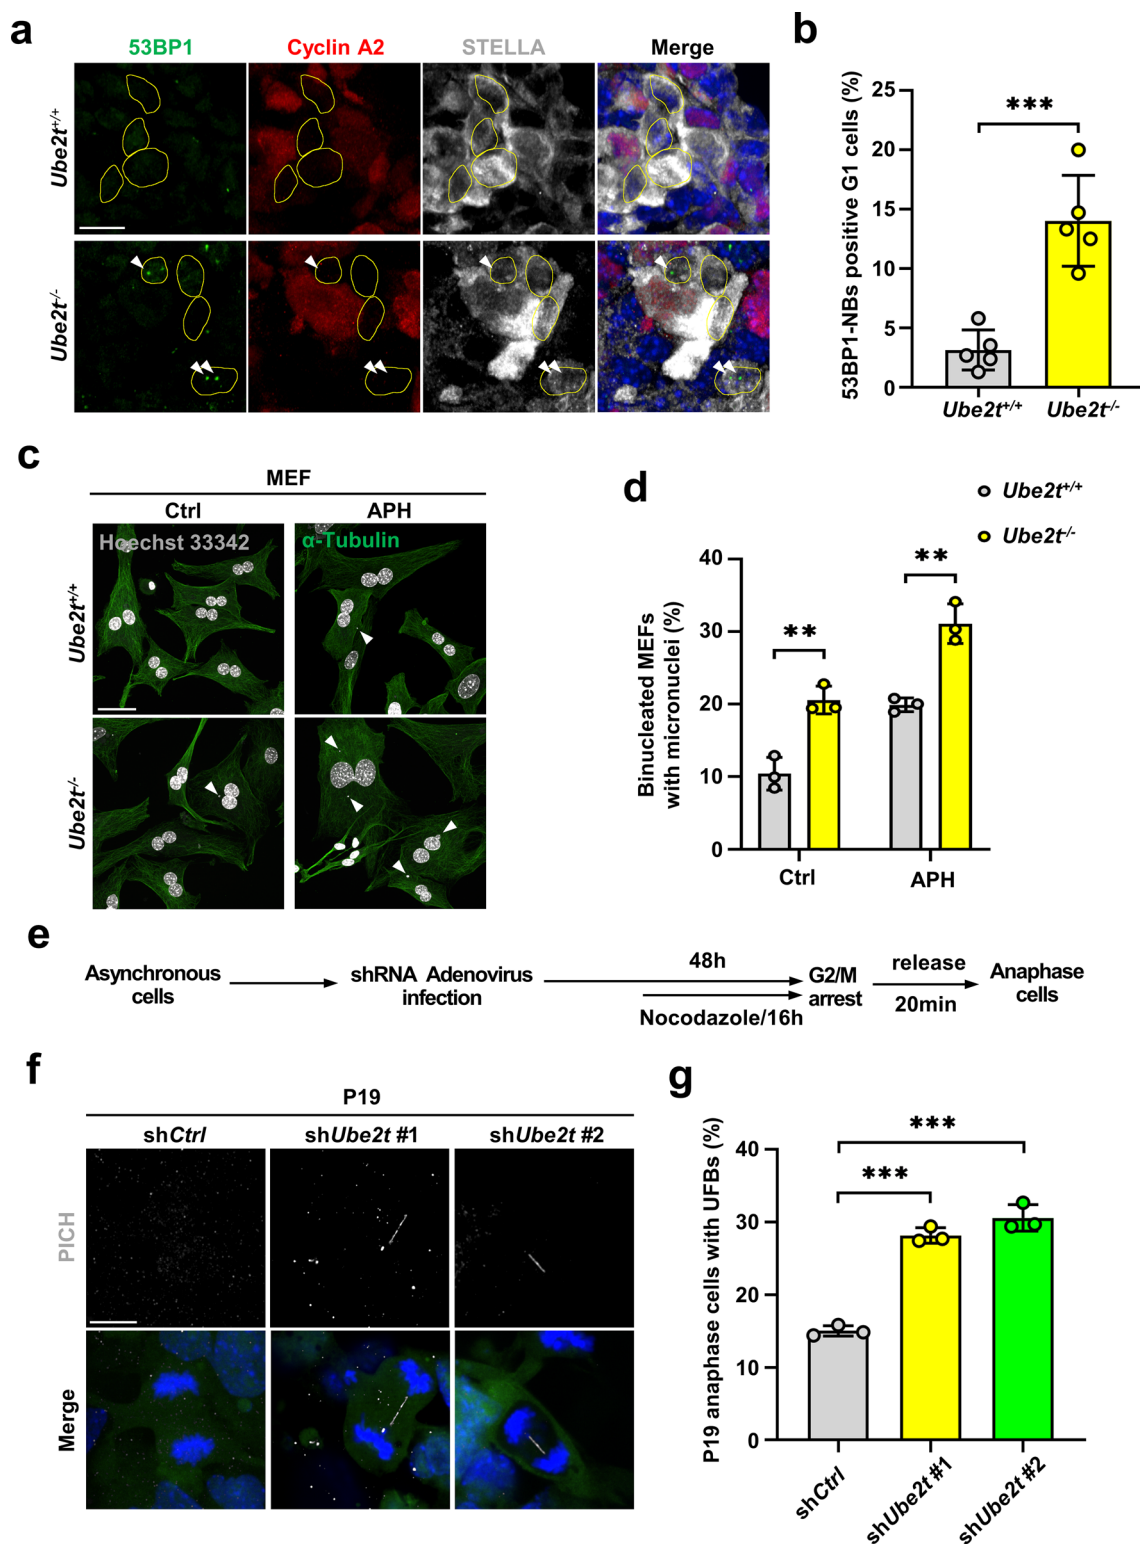 a
53BP1 Cyclin A2 STELLA Merge
Ube2t+/+
Ube2t-/-
b
53BP1-NBs positive G1 cells (%)
25
20
15
10
5
0
***
Ube2t+/+ Ube2t-/-
c
MEF
Ctrl APH
Hoechst 33342 α-Tubulin
Ube2t+/+
Ube2t-/-
d
Ube2t+/+
Ube2t-/-
Binucleated MEFs
with micronuclei (%)
40
30
20
10
0
**
**
Ctrl APH
e
Asynchronous
cells
shRNA Adenovirus
infection
48h
Nocodazole/16h
G2/M
arrest
release
20min
Anaphase
cells
f
P19
shCtrl shUbe2t #1 shUbe2t #2
PICH
Merge
g
P19 anaphase cells with UFBs (%)
40
30
20
10
0
***
***
shCtrl
shUbe2t #1
shUbe2t #2